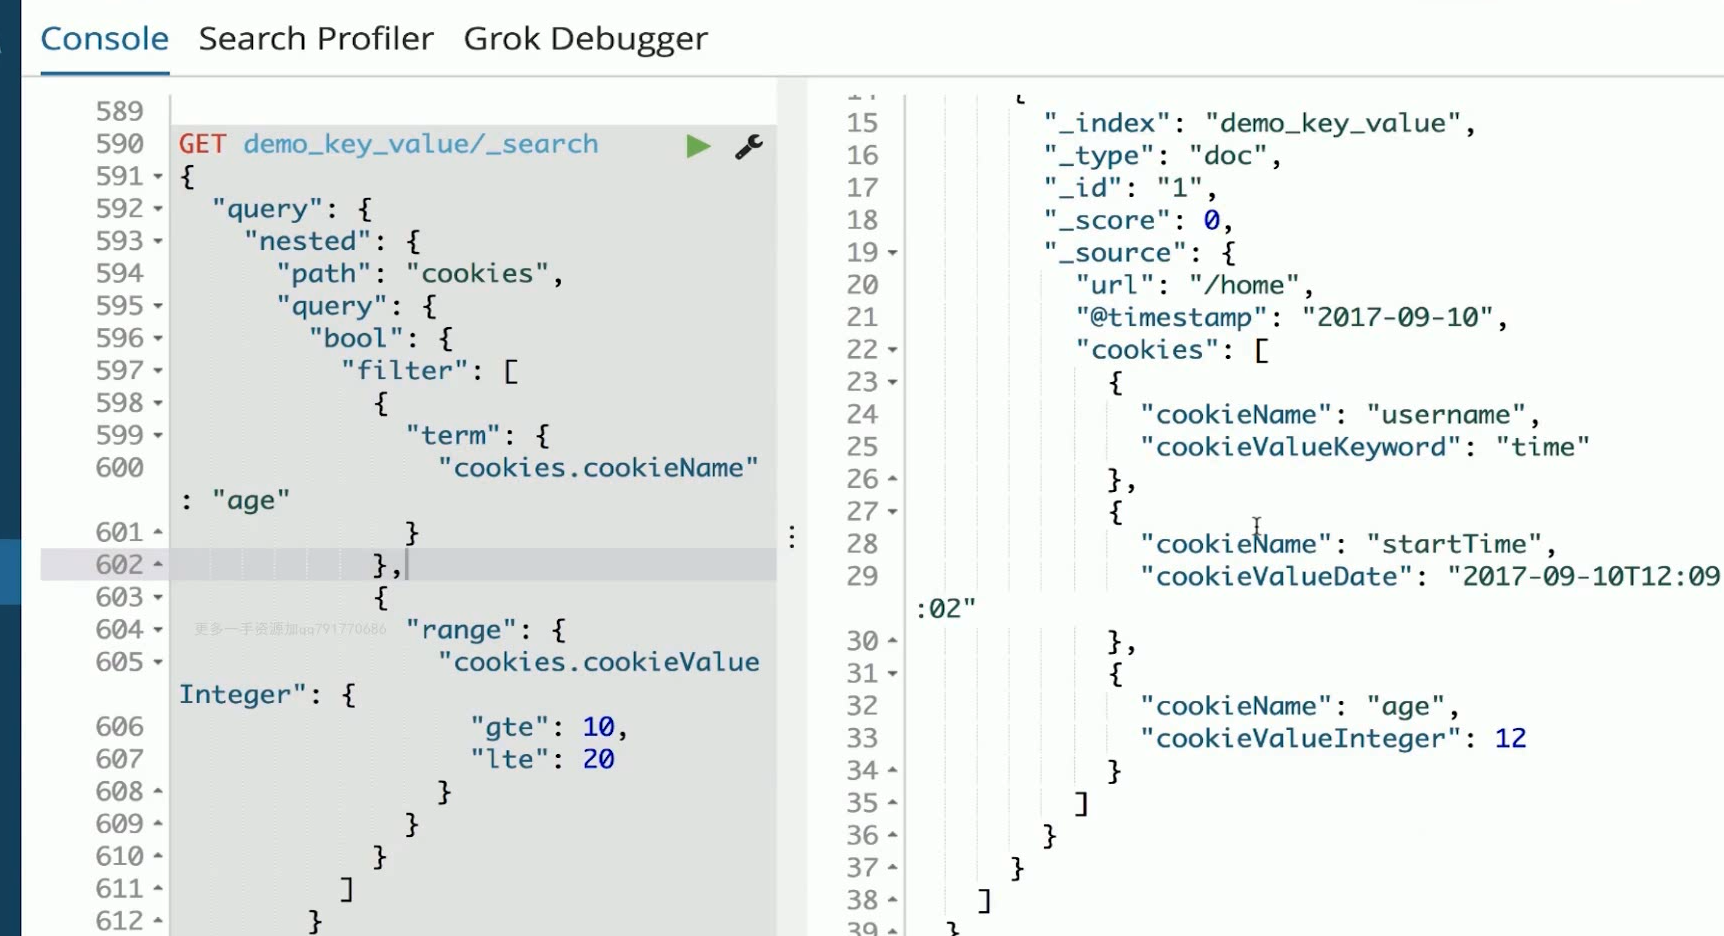 Console Search Profiler Grok Debugger
589
590 GET demo_key_value/_search
591 {
592 "query": {
593 "nested": {
594 "path": "cookies",
595 "query": {
596 "bool": {
597 "filter": [
598 {
599 "term": {
600 "cookies.cookieName"
: "age"
601 }
602 },
603 {
604 "range": {
605 "cookies.cookieValue
Integer": {
606 "gte": 10,
607 "lte": 20
608 }
609 }
610 }
611 ]
612 }
更多一手资源加qq791770686
14 {
15 "_index": "demo_key_value",
16 "_type": "doc",
17 "_id": "1",
18 "_score": 0,
19 "_source": {
20 "url": "/home",
21 "@timestamp": "2017-09-10",
22 "cookies": [
23 {
24 "cookieName": "username",
25 "cookieValueKeyword": "time"
26 },
27 {
28 "cookieName": "startTime",
29 "cookieValueDate": "2017-09-10T12:09
:02"
30 },
31 {
32 "cookieName": "age",
33 "cookieValueInteger": 12
34 }
35 ]
36 }
37 }
38 ]
39 }